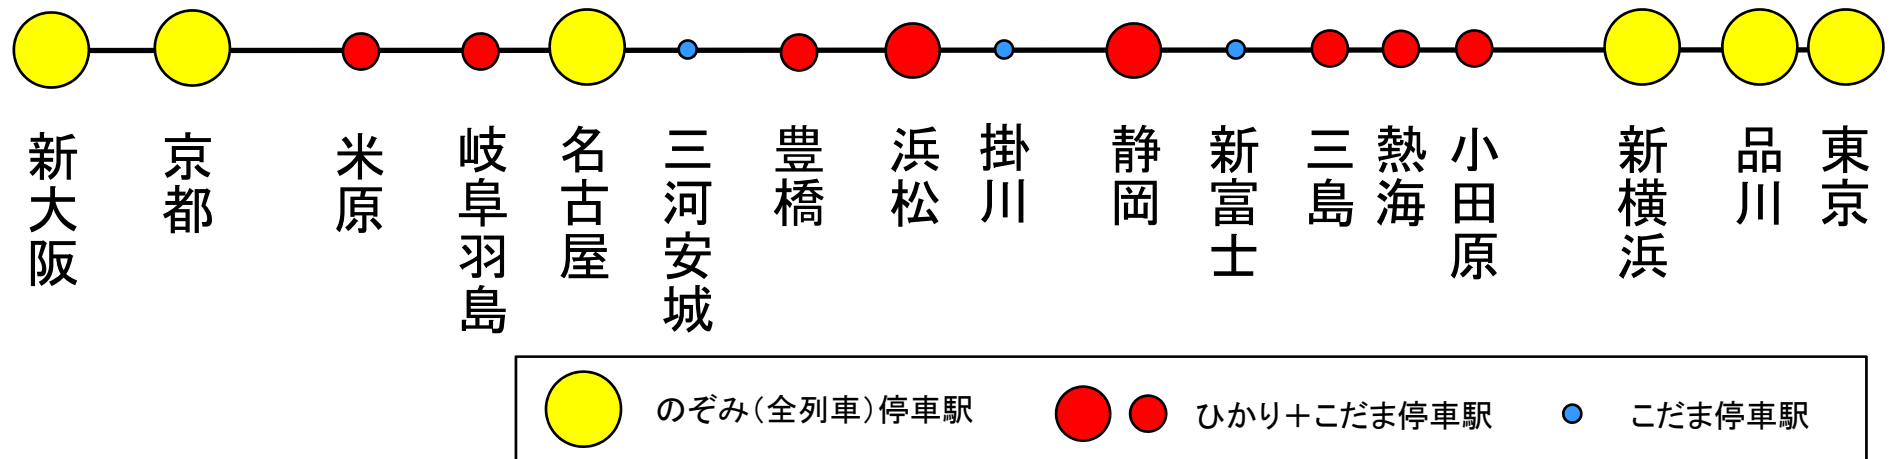 新大阪
京都
米原
岐阜羽島
名古屋
三河安城
豊橋
浜松
掛川
静岡
新富士
三島
熱海
小田原
新横浜
品川
東京
のぞみ(全列車)停車駅
ひかり＋こだま停車駅
こだま停車駅